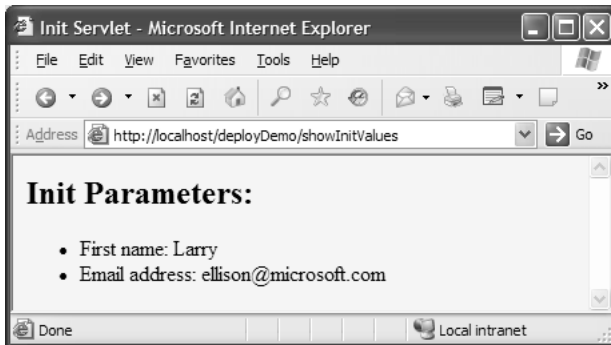 Init Servlet - Microsoft Internet Explorer
File Edit View Favorites Tools Help
»
Address http://localhost/deployDemo/showInitValues Go
Init Parameters:
• First name: Larry
• Email address: ellison@microsoft.com
Done Local intranet